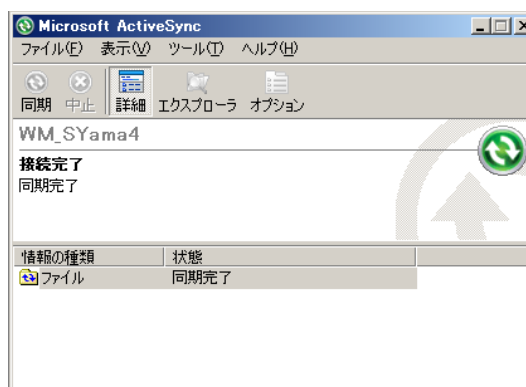 Microsoft ActiveSync
ファイル(F) 表示(V) ツール(T) ヘルプ(H)
同期 中止 詳細 エクスプローラ オプション
WM_SYama4
接続完了
同期完了
情報の種類 状態
ファイル 同期完了